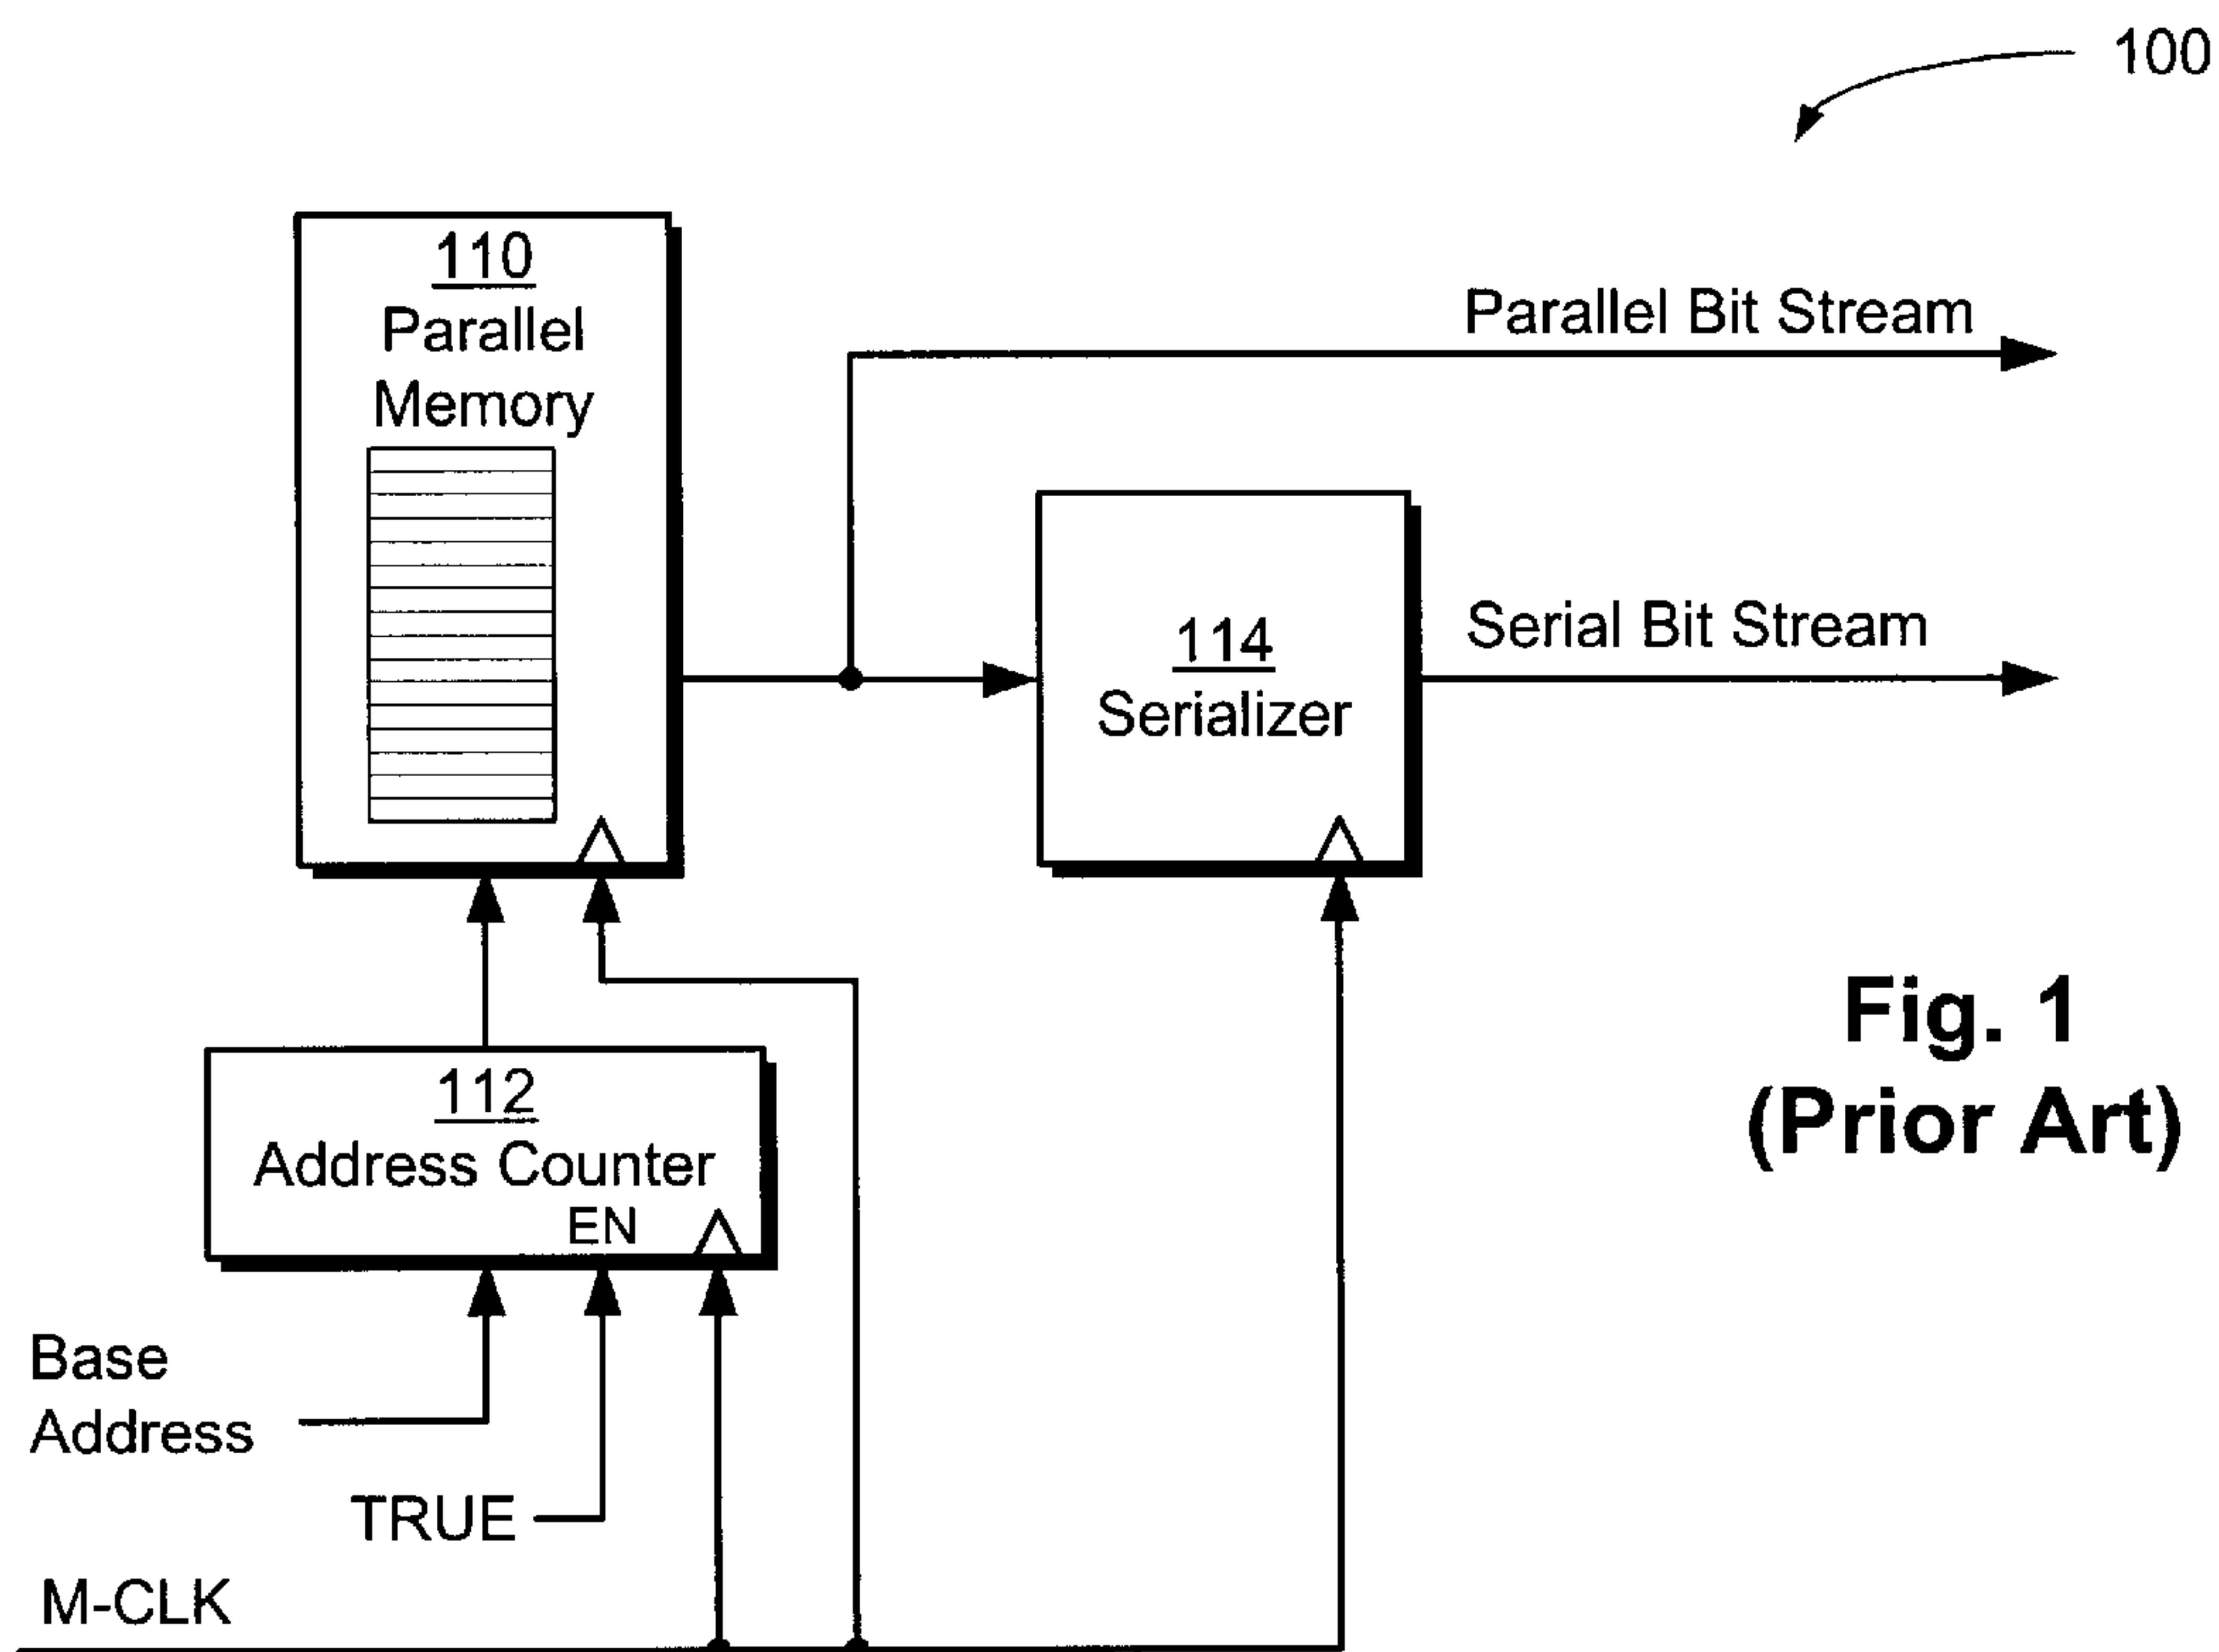 100
110
Parallel
Memory
Parallel Bit Stream
114
Serializer
Serial Bit Stream
112
Address Counter
EN
Base
Address
TRUE
M-CLK
Fig. 1
(Prior Art)